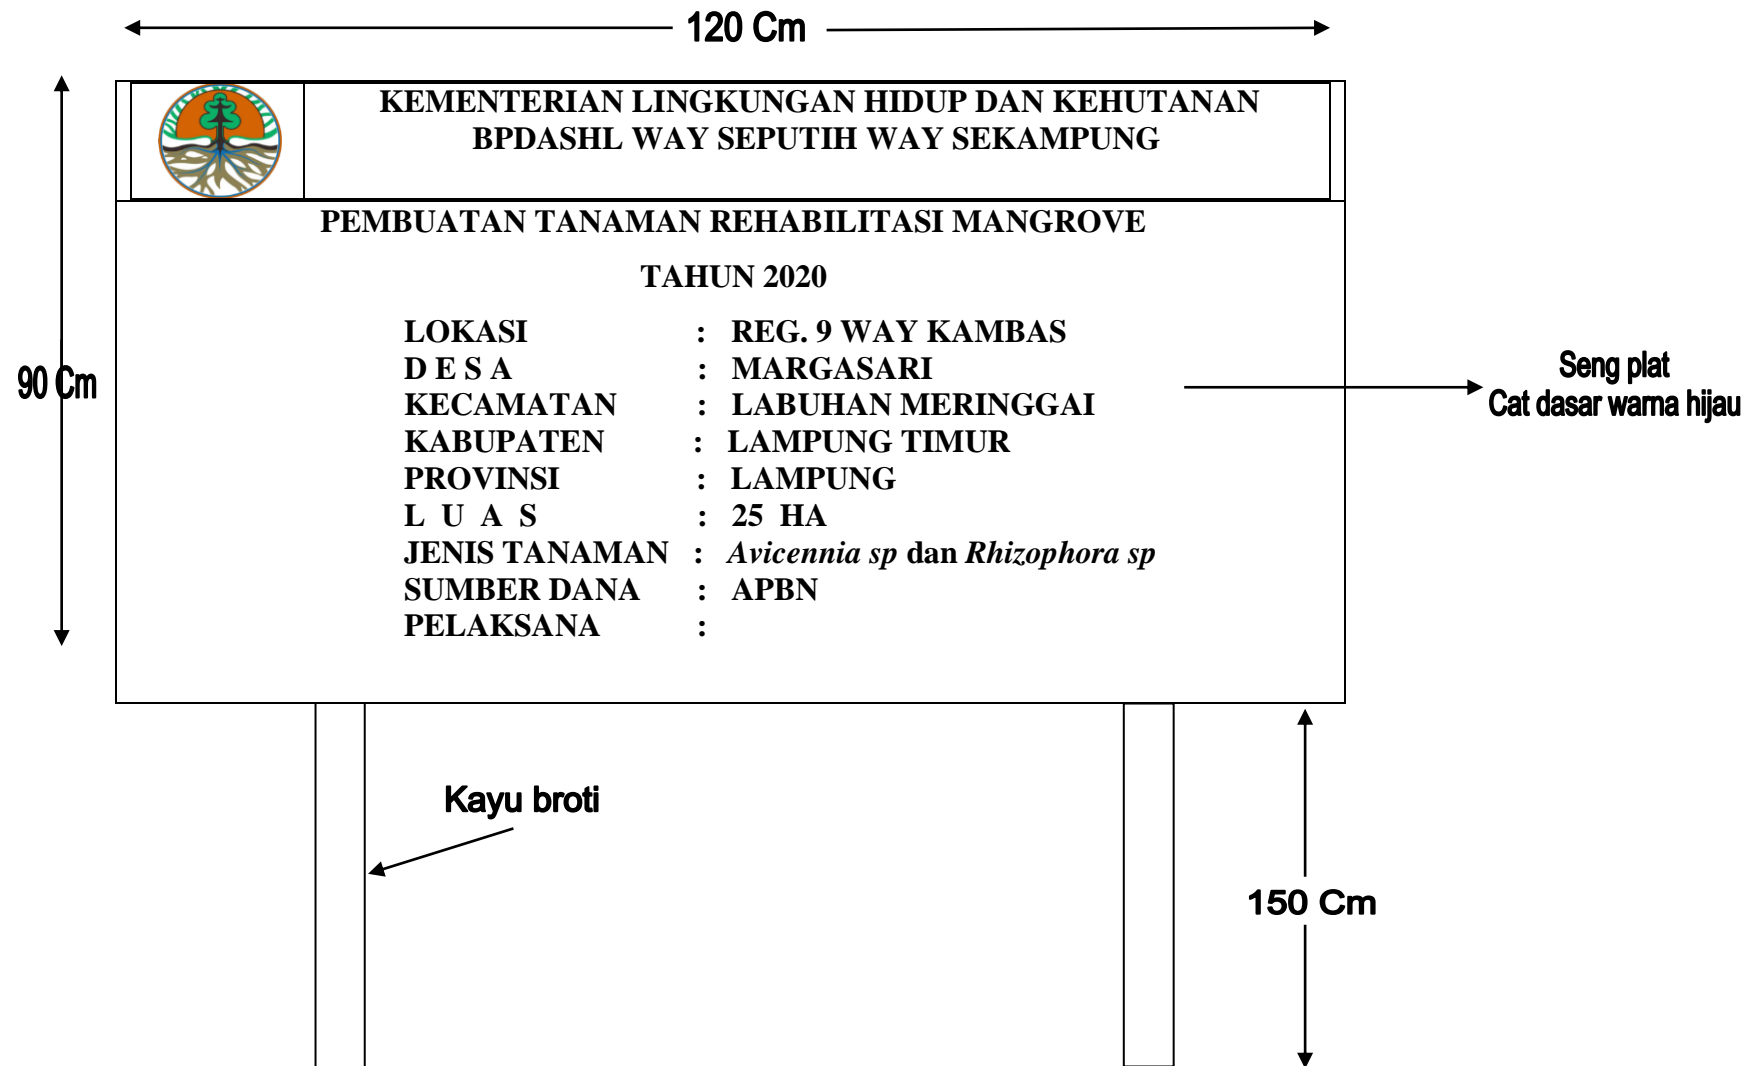 120 Cm
KEMENTERIAN LINGKUNGAN HIDUP DAN KEHUTANAN
BPDASHL WAY SEPUTIH WAY SEKAMPUNG
PEMBUATAN TANAMAN REHABILITASI MANGROVE
TAHUN 2020
LOKASI : REG. 9 WAY KAMBAS
D E S A : MARGASARI
KECAMATAN : LABUHAN MERINGGAI
KABUPATEN : LAMPUNG TIMUR
PROVINSI : LAMPUNG
L U A S : 25 HA
JENIS TANAMAN : Avicennia sp dan Rhizophora sp
SUMBER DANA : APBN
PELAKSANA :
90 Cm
Seng plat
Cat dasar warna hijau
Kayu broti
150 Cm